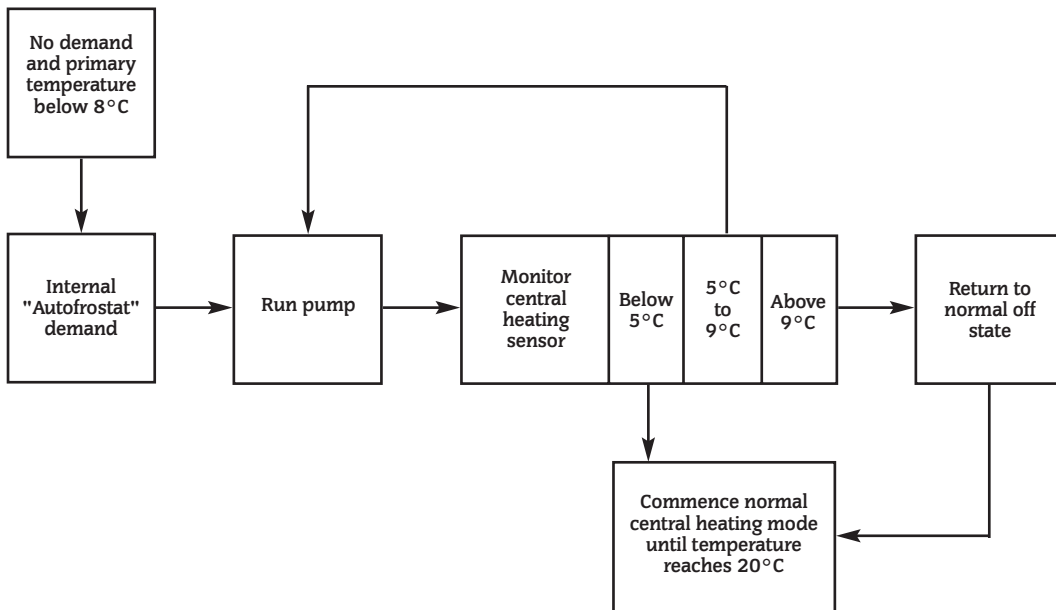 No demand
and primary
temperature
below 8°C
Internal
"Autofrostat"
demand
Run pump
Monitor
central
heating
sensor
Below
5°C
5°C
to
9°C
Above
9°C
Return to
normal off
state
Commence normal
central heating mode
until temperature
reaches 20°C